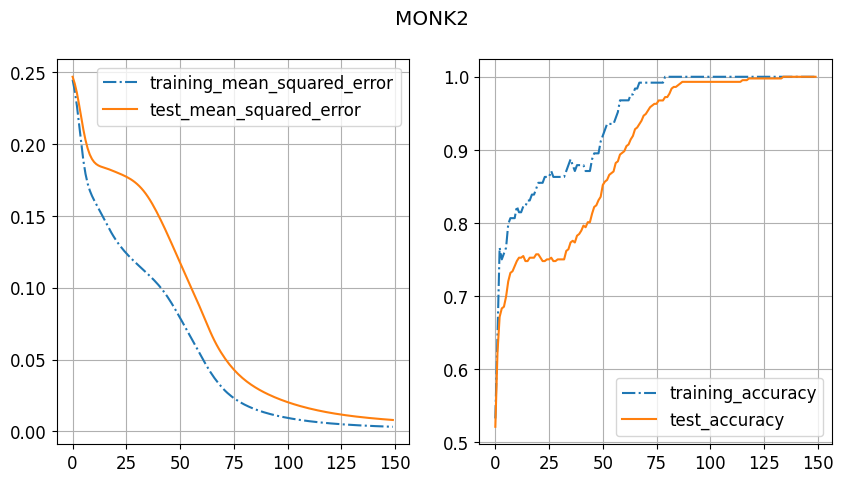 MONK2
training_mean_squared_error
test_mean_squared_error
0.25
0.20
0.15
0.10
0.05
0.00
0 25 50 75 100 125 150
1.0
0.9
0.8
0.7
0.6
0.5
training_accuracy
test_accuracy
0 25 50 75 100 125 150